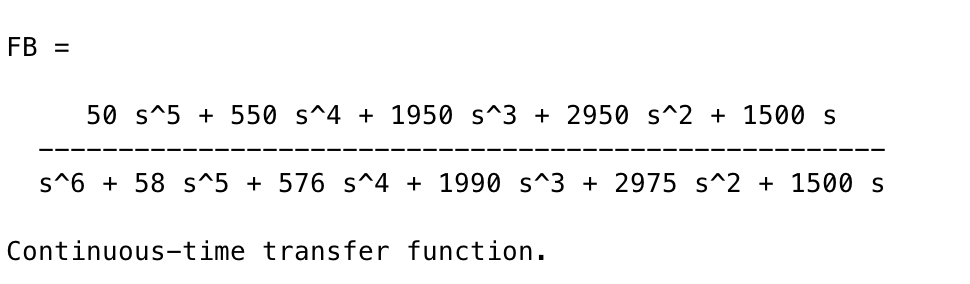 FB =
50 s^5 + 550 s^4 + 1950 s^3 + 2950 s^2 + 1500 s
-----------------------------------------------------
s^6 + 58 s^5 + 576 s^4 + 1990 s^3 + 2975 s^2 + 1500 s
Continuous-time transfer function.